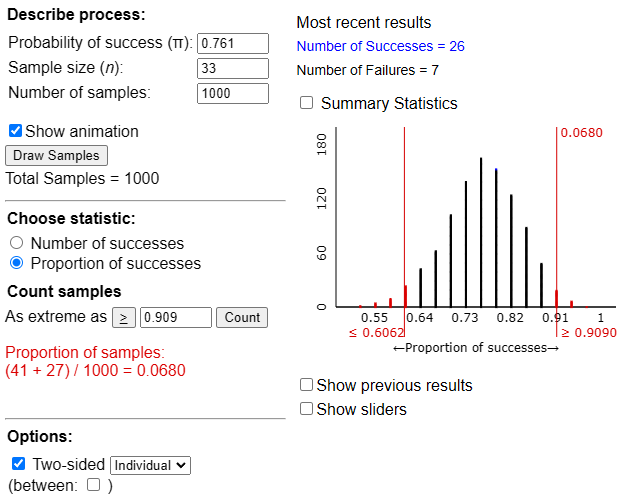 Describe process:
Probability of success (π): 0.761
Sample size (n): 33
Number of samples: 1000
Show animation
Draw Samples
Total Samples = 1000
Choose statistic:
Number of successes
Proportion of successes
Count samples
As extreme as ≥ 0.909 Count
Proportion of samples:
(41 + 27) / 1000 = 0.0680
Options:
Two-sided Individual
(between: )
Most recent results
Number of Successes = 26
Number of Failures = 7
Summary Statistics
0.0680
180
120
60
0
0.55 0.64 0.73 0.82 0.91 1
≤ 0.6062 ≥ 0.9090
←Proportion of successes→
Show previous results
Show sliders